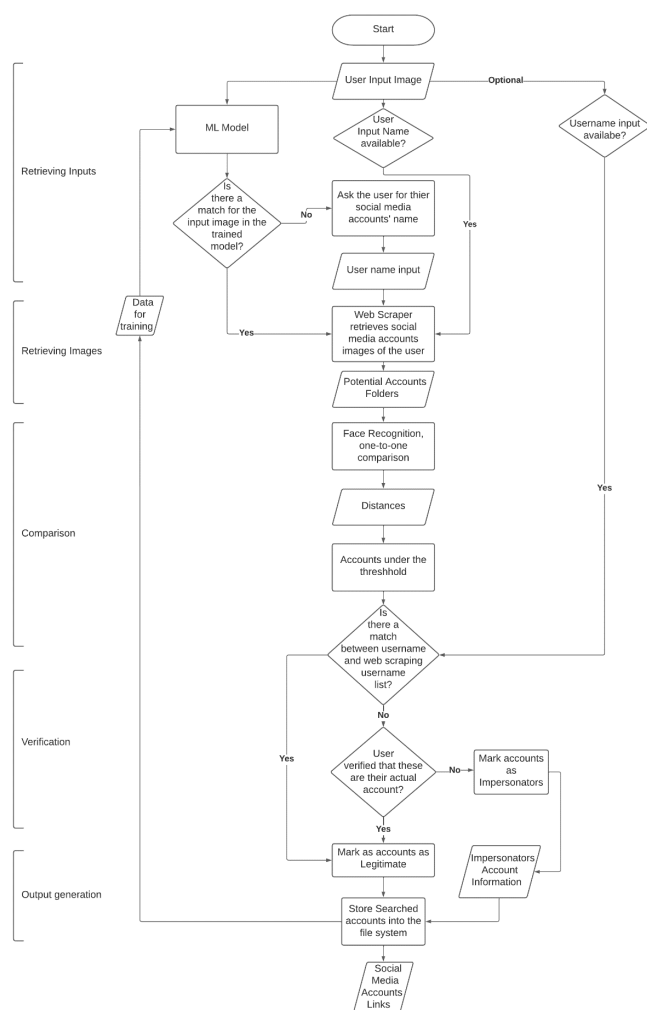 Start
User Input Image
Optional
ML Model
User
Input Name
available?
Username input
availabe?
Retrieving Inputs
Is
there a
match for the
input image in the
trained
model?
No
Ask the user for thier
social media
accounts' name
Yes
User name input
Data
for
training
Yes
Web Scraper
retrieves social
media accounts
images of the user
Retrieving Images
Potential Accounts
Folders
Face Recognition,
one-to-one
comparison
Yes
Distances
Comparison
Accounts under the
threshhold
Is
there a
match
between username
and web scraping
username
list?
No
Verification
Yes
User
verified that these
are their actual
account?
No
Mark accounts
as
Impersonators
Yes
Mark as accounts as
Legitimate
Impersonators
Account
Information
Output generation
Store Searched
accounts into the
file system
Social
Media
Accounts
Links